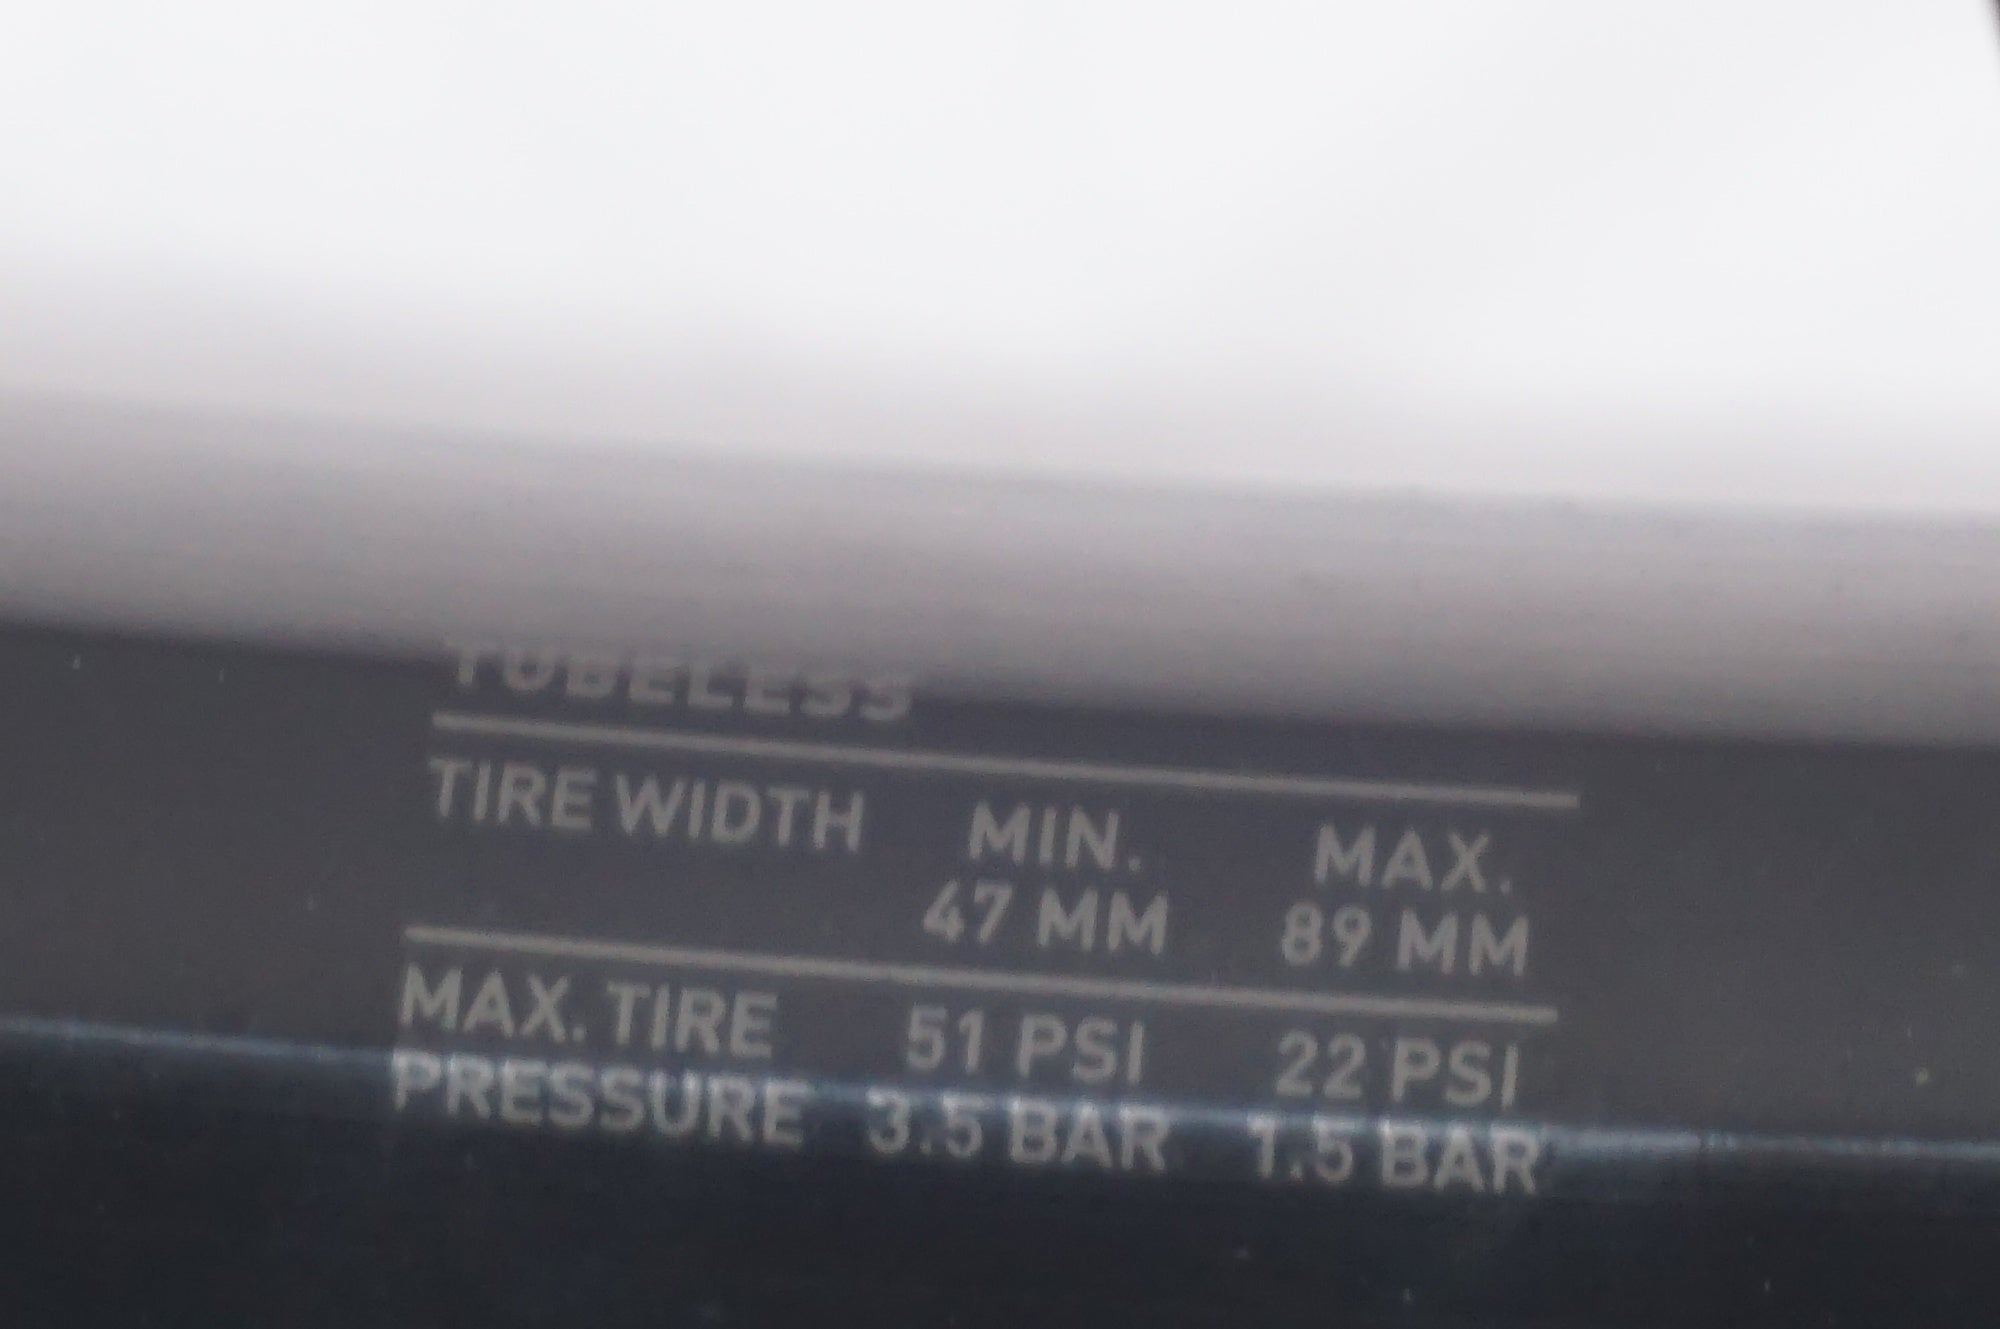 TUBELESS
TIRE WIDTH MIN. MAX.
47 MM 89 MM
MAX. TIRE 51 PSI 22 PSI
PRESSURE 3.5 BAR 1.5 BAR